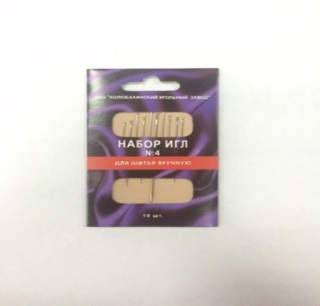 "КОЛЮБАКИНСКИЙ ИГОЛЬНЫЙ ЗАВОД"
НАБОР ИГЛ
№4
ДЛЯ ШИТЬЯ ВРУЧНУЮ
10 шт.